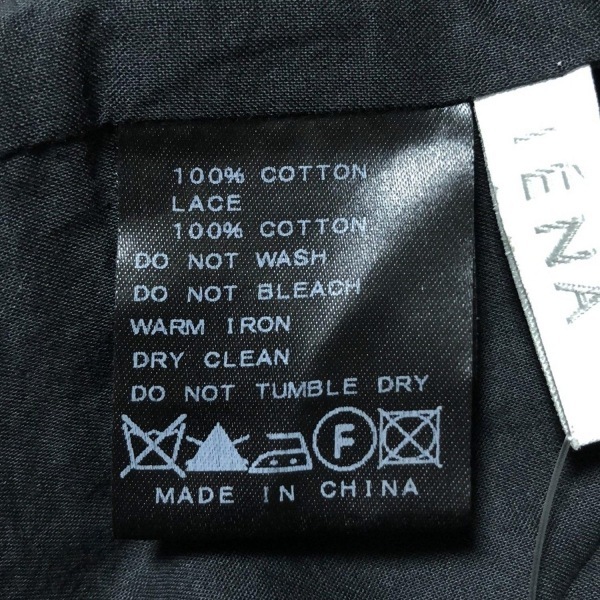 100% COTTON
LACE
100% COTTON
DO NOT WASH
DO NOT BLEACH
WARM IRON
DRY CLEAN
DO NOT TUMBLE DRY
F
MADE IN CHINA
IENA